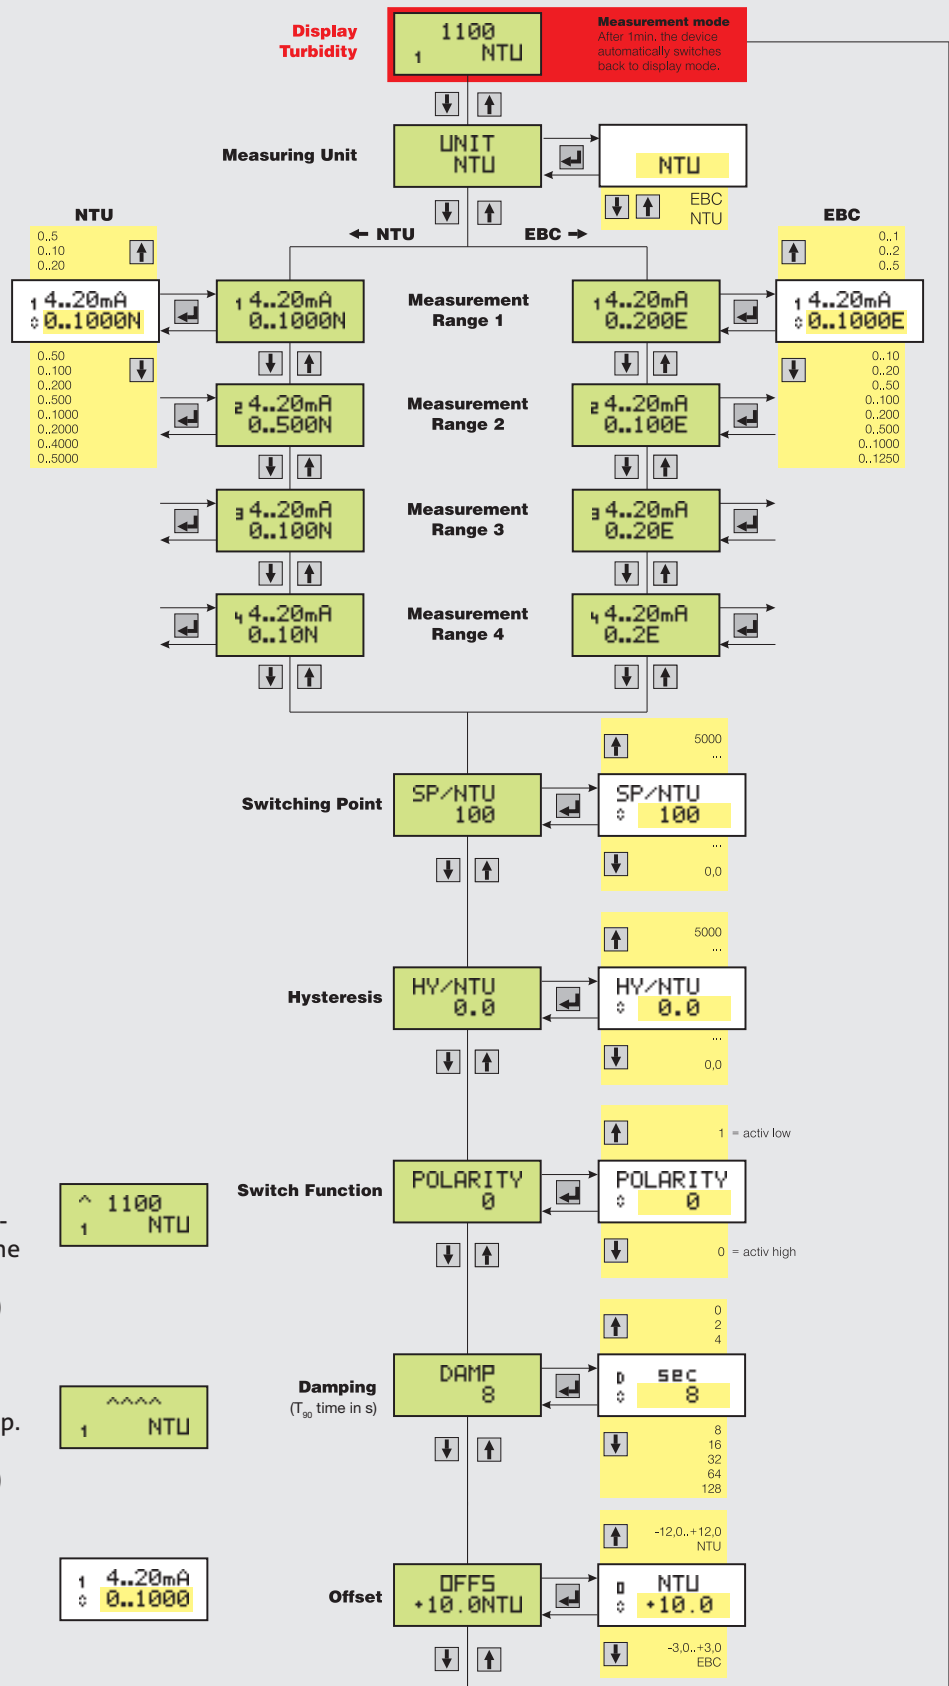 Display
Turbidity
1100
1 NTU
Measurement mode
After 1min. the device
automatically switches
back to display mode.
Measuring Unit
UNIT
NTU
NTU
EBC
NTU
← NTU
EBC →
NTU
0..5
0..10
0..20
1 4..20mA
0..1000N
0..50
0..100
0..200
0..500
0..1000
0..2000
0..4000
0..5000
1 4..20mA
0..1000N
Measurement
Range 1
1 4..20mA
0..200E
EBC
0..1
0..2
0..5
1 4..20mA
0..1000E
0..10
0..20
0..50
0..100
0..200
0..500
0..1000
0..1250
2 4..20mA
0..500N
Measurement
Range 2
2 4..20mA
0..100E
3 4..20mA
0..100N
Measurement
Range 3
3 4..20mA
0..20E
4 4..20mA
0..10N
Measurement
Range 4
4 4..20mA
0..2E
Switching Point
SP/NTU
100
5000
...
SP/NTU
100
...
0,0
Hysteresis
HY/NTU
0.0
5000
...
HY/NTU
0.0
...
0,0
Switch Function
POLARITY
0
1 = activ low
POLARITY
0
0 = activ high
^ 1100
1 NTU
-
ne
)
Damping
(T90 time in s)
DAMP
8
0
2
4
D sec
8
8
16
32
64
128
^^^^
1 NTU
p.
)
Offset
OFFS
+10.0NTU
-12,0..+12,0
NTU
O NTU
+10.0
-3,0..+3,0
EBC
1 4..20mA
0..1000